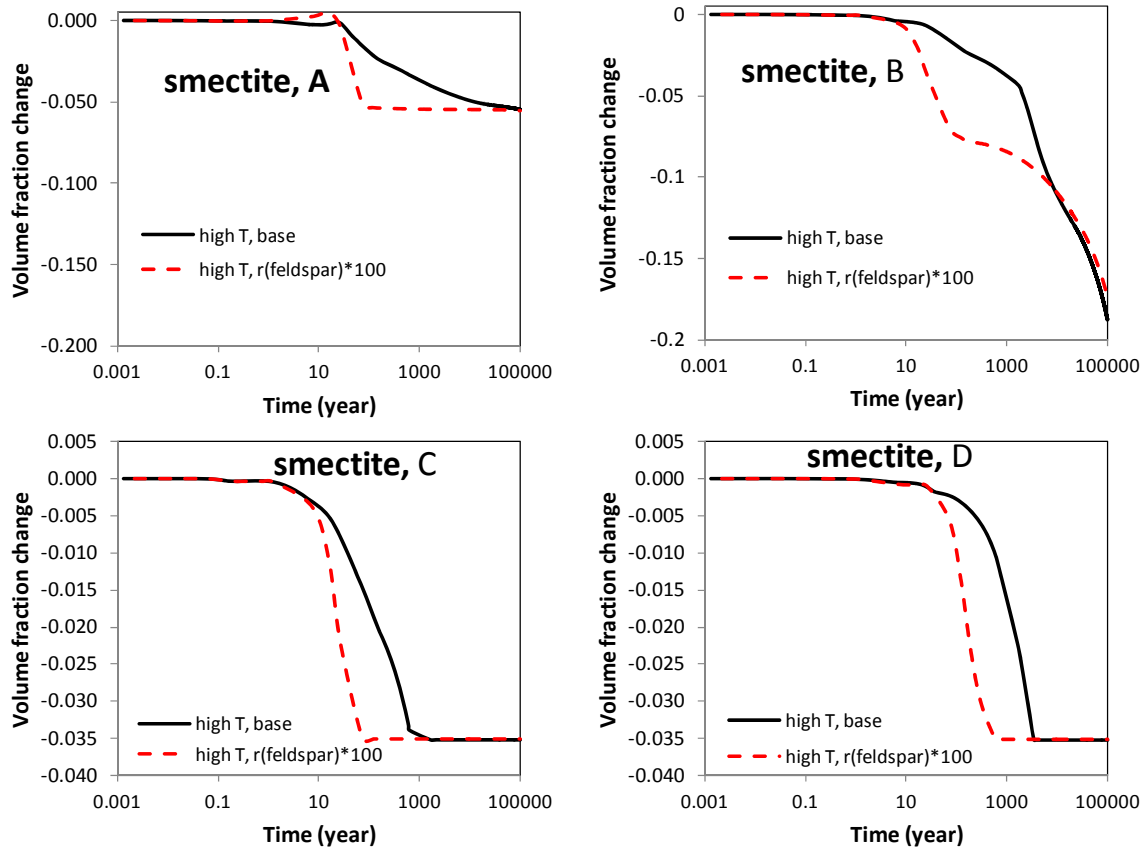 0.000
-0.050
-0.100
-0.150
-0.200
Volume fraction change
smectite, A
high T, base
high T, r(feldspar)*100
0.001
0.1
10
1000
100000
Time (year)
0
-0.05
-0.1
-0.15
-0.2
Volume fraction change
smectite, B
high T, base
high T, r(feldspar)*100
0.001
0.1
10
1000
100000
Time (year)
0.005
0.000
-0.005
-0.010
-0.015
-0.020
-0.025
-0.030
-0.035
-0.040
Volume fraction change
smectite, C
high T, base
high T, r(feldspar)*100
0.001
0.1
10
1000
100000
Time (year)
0.005
0.000
-0.005
-0.010
-0.015
-0.020
-0.025
-0.030
-0.035
-0.040
Volume fraction change
smectite, D
high T, base
high T, r(feldspar)*100
0.001
0.1
10
1000
100000
Time (year)